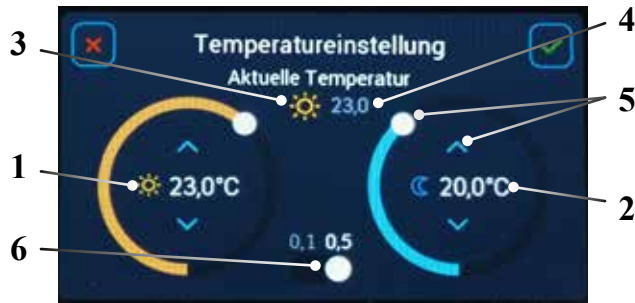 3
4
Temperatureinstellung
Aktuelle Temperatur
23,0
5
1
23,0°C
20,0°C
2
6
0,1 0,5